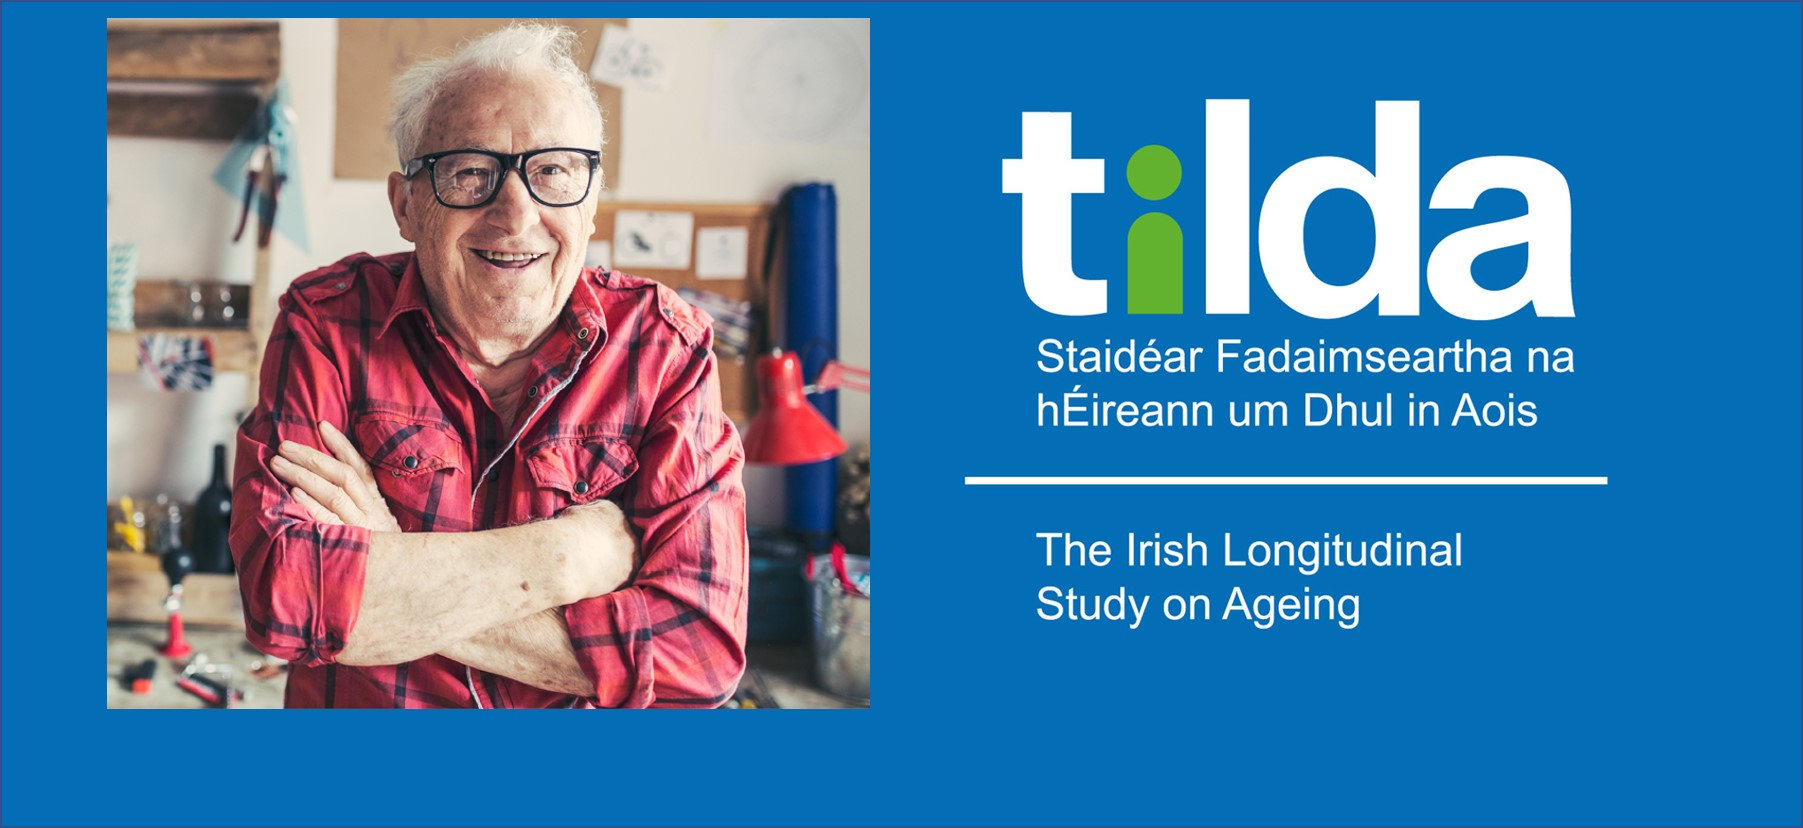 tilda
Staidéar Fadaimseartha na
hÉireann um Dhul in Aois
The Irish Longitudinal
Study on Ageing